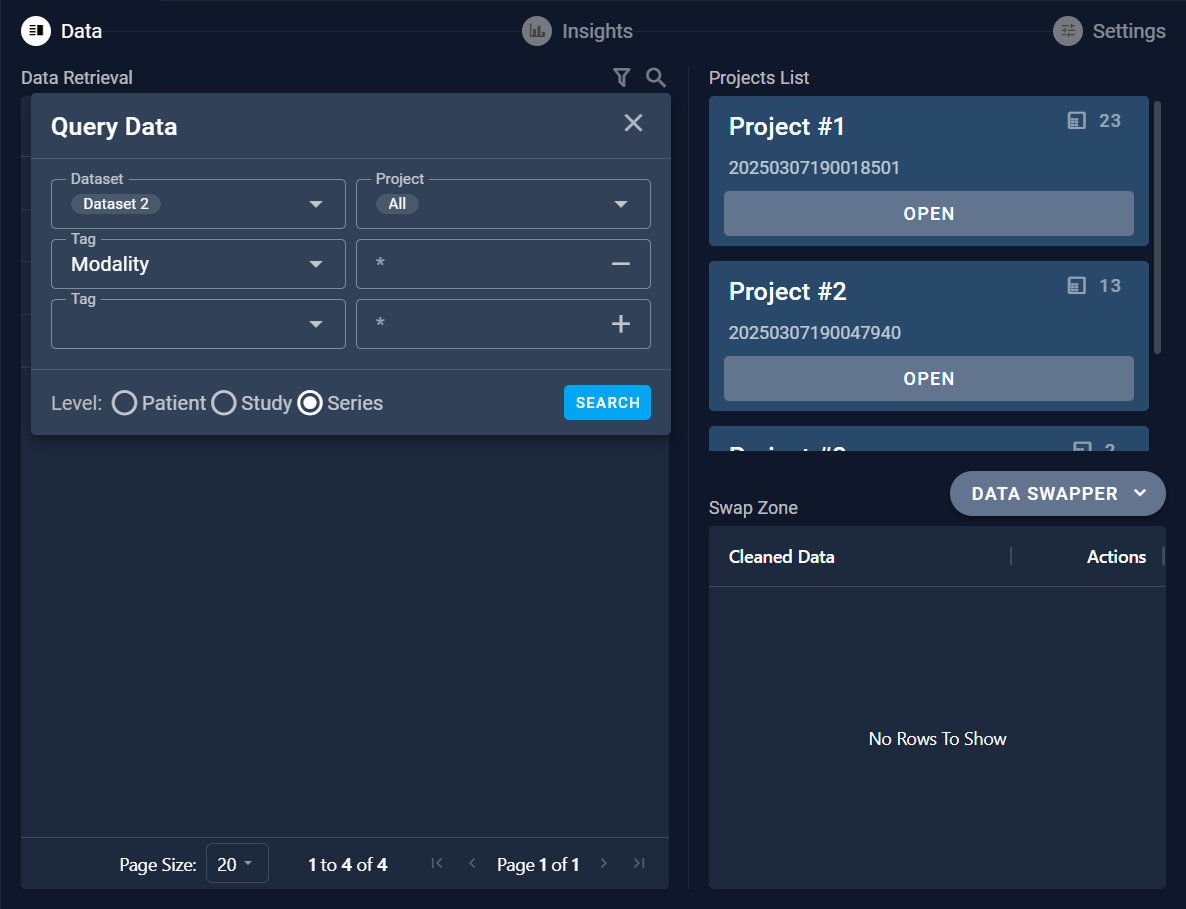 Data
Insights
Settings
Data Retrieval
Query Data
Dataset
Dataset 2
Project
All
Tag
Modality
*
Tag
*
Level: Patient Study Series
SEARCH
Page Size: 20 1 to 4 of 4 Page 1 of 1
Projects List
Project #1
23
20250307190018501
OPEN
Project #2
13
20250307190047940
OPEN
Swap Zone
DATA SWAPPER
Cleaned Data
Actions
No Rows To Show